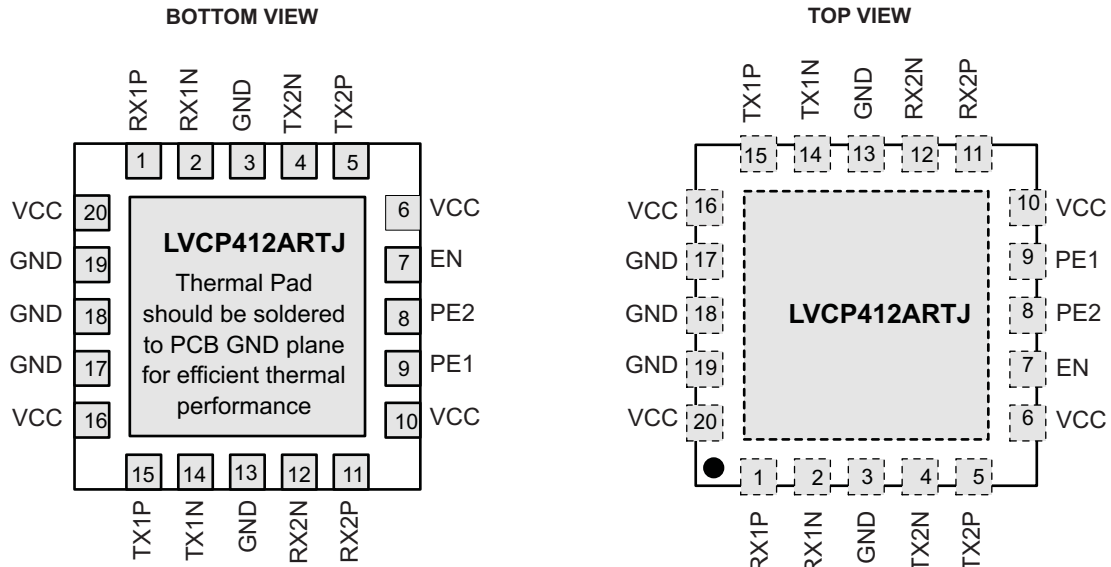 BOTTOM VIEW
RX1P RX1N GND TX2N TX2P
1 2 3 4 5
VCC 20 6 VCC
GND 19 7 EN
GND 18 8 PE2
GND 17 9 PE1
VCC 16 10 VCC
LVCP412ARTJ
Thermal Pad
should be soldered
to PCB GND plane
for efficient thermal
performance
15 14 13 12 11
TX1P TX1N GND RX2N RX2P
TOP VIEW
TX1P TX1N GND RX2N RX2P
15 14 13 12 11
VCC 16 10 VCC
GND 17 9 PE1
GND 18 LVCP412ARTJ 8 PE2
GND 19 7 EN
VCC 20 6 VCC
1 2 3 4 5
RX1P RX1N GND TX2N TX2P